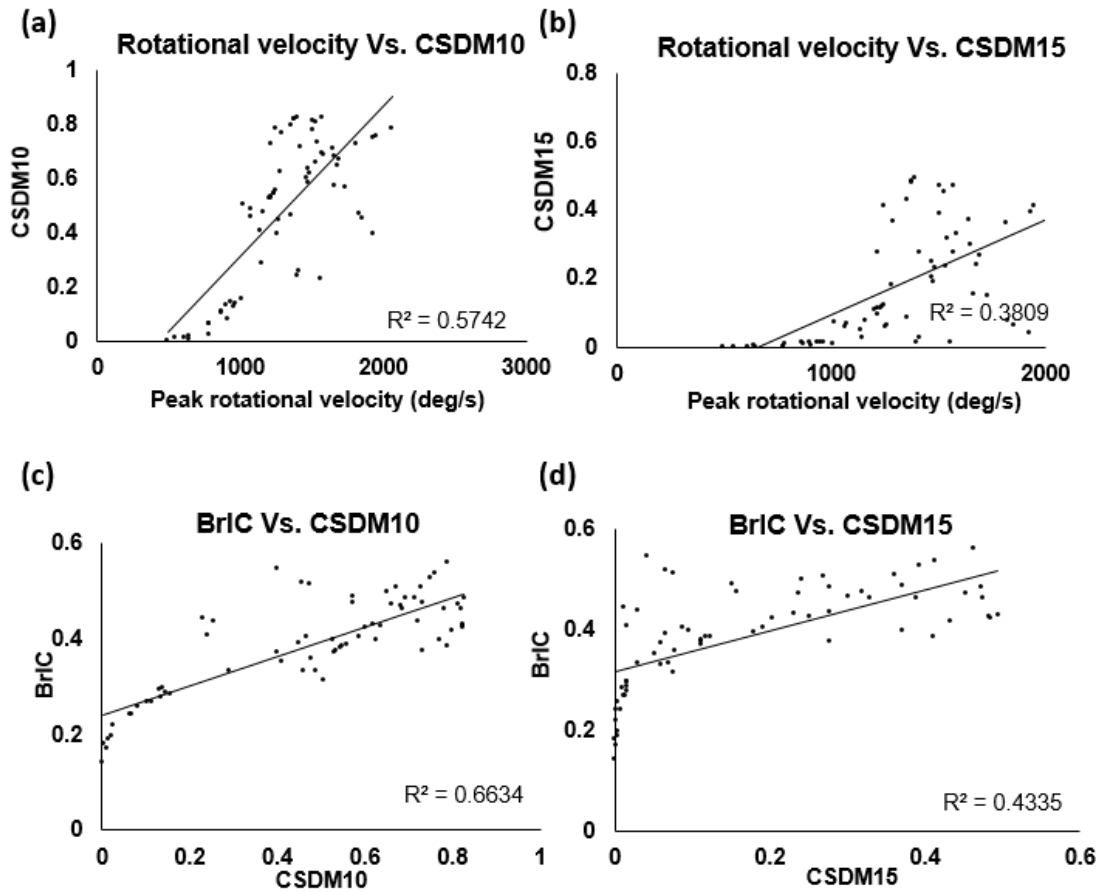 (a)
Rotational velocity Vs. CSDM10
1
0.8
0.6
0.4
0.2
0
CSDM10
R² = 0.5742
0
1000
2000
3000
Peak rotational velocity (deg/s)
(b)
Rotational velocity Vs. CSDM15
0.8
0.6
0.4
0.2
0
CSDM15
R² = 0.3809
0
1000
2000
Peak rotational velocity (deg/s)
(c)
BrIC Vs. CSDM10
0.6
0.4
0.2
0
BrIC
R² = 0.6634
0
0.2
0.4
0.6
0.8
1
CSDM10
(d)
BrIC Vs. CSDM15
0.6
0.4
0.2
0
BrIC
R² = 0.4335
0
0.2
0.4
0.6
CSDM15